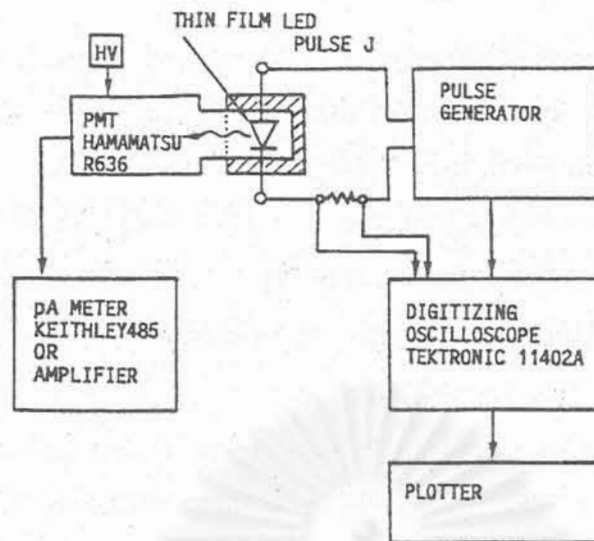 THIN FILM LED
PULSE J
HV
PMT
HAMAMATSU
R636
PULSE
GENERATOR
pA METER
KEITHLEY485
OR
AMPLIFIER
DIGITIZING
OSCILLOSCOPE
TEKTRONIC 11402A
PLOTTER